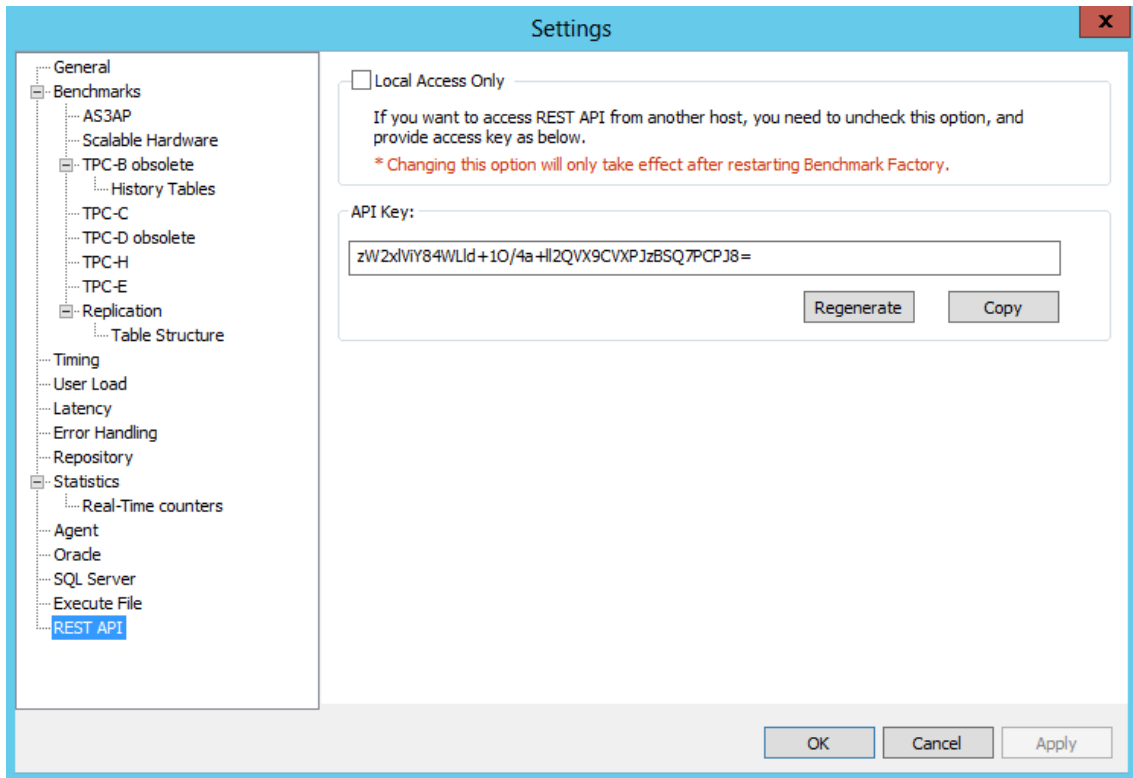 Settings
x
General
Benchmarks
AS3AP
Scalable Hardware
TPC-B obsolete
History Tables
TPC-C
TPC-D obsolete
TPC-H
TPC-E
Replication
Table Structure
Timing
User Load
Latency
Error Handling
Repository
Statistics
Real-Time counters
Agent
Oracle
SQL Server
Execute File
REST API
Local Access Only
If you want to access REST API from another host, you need to uncheck this option, and
provide access key as below.
* Changing this option will only take effect after restarting Benchmark Factory.
API Key:
zW2xlViY84WLld+1O/4a+ll2QVX9CVXPJzBSQ7PCPJ8=
Regenerate
Copy
OK
Cancel
Apply